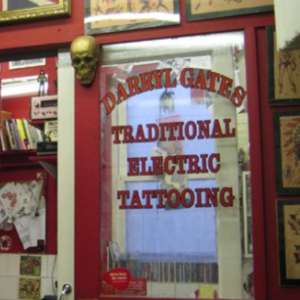 DARRYL GATES
TRADITIONAL
ELECTRIC
TATTOOING